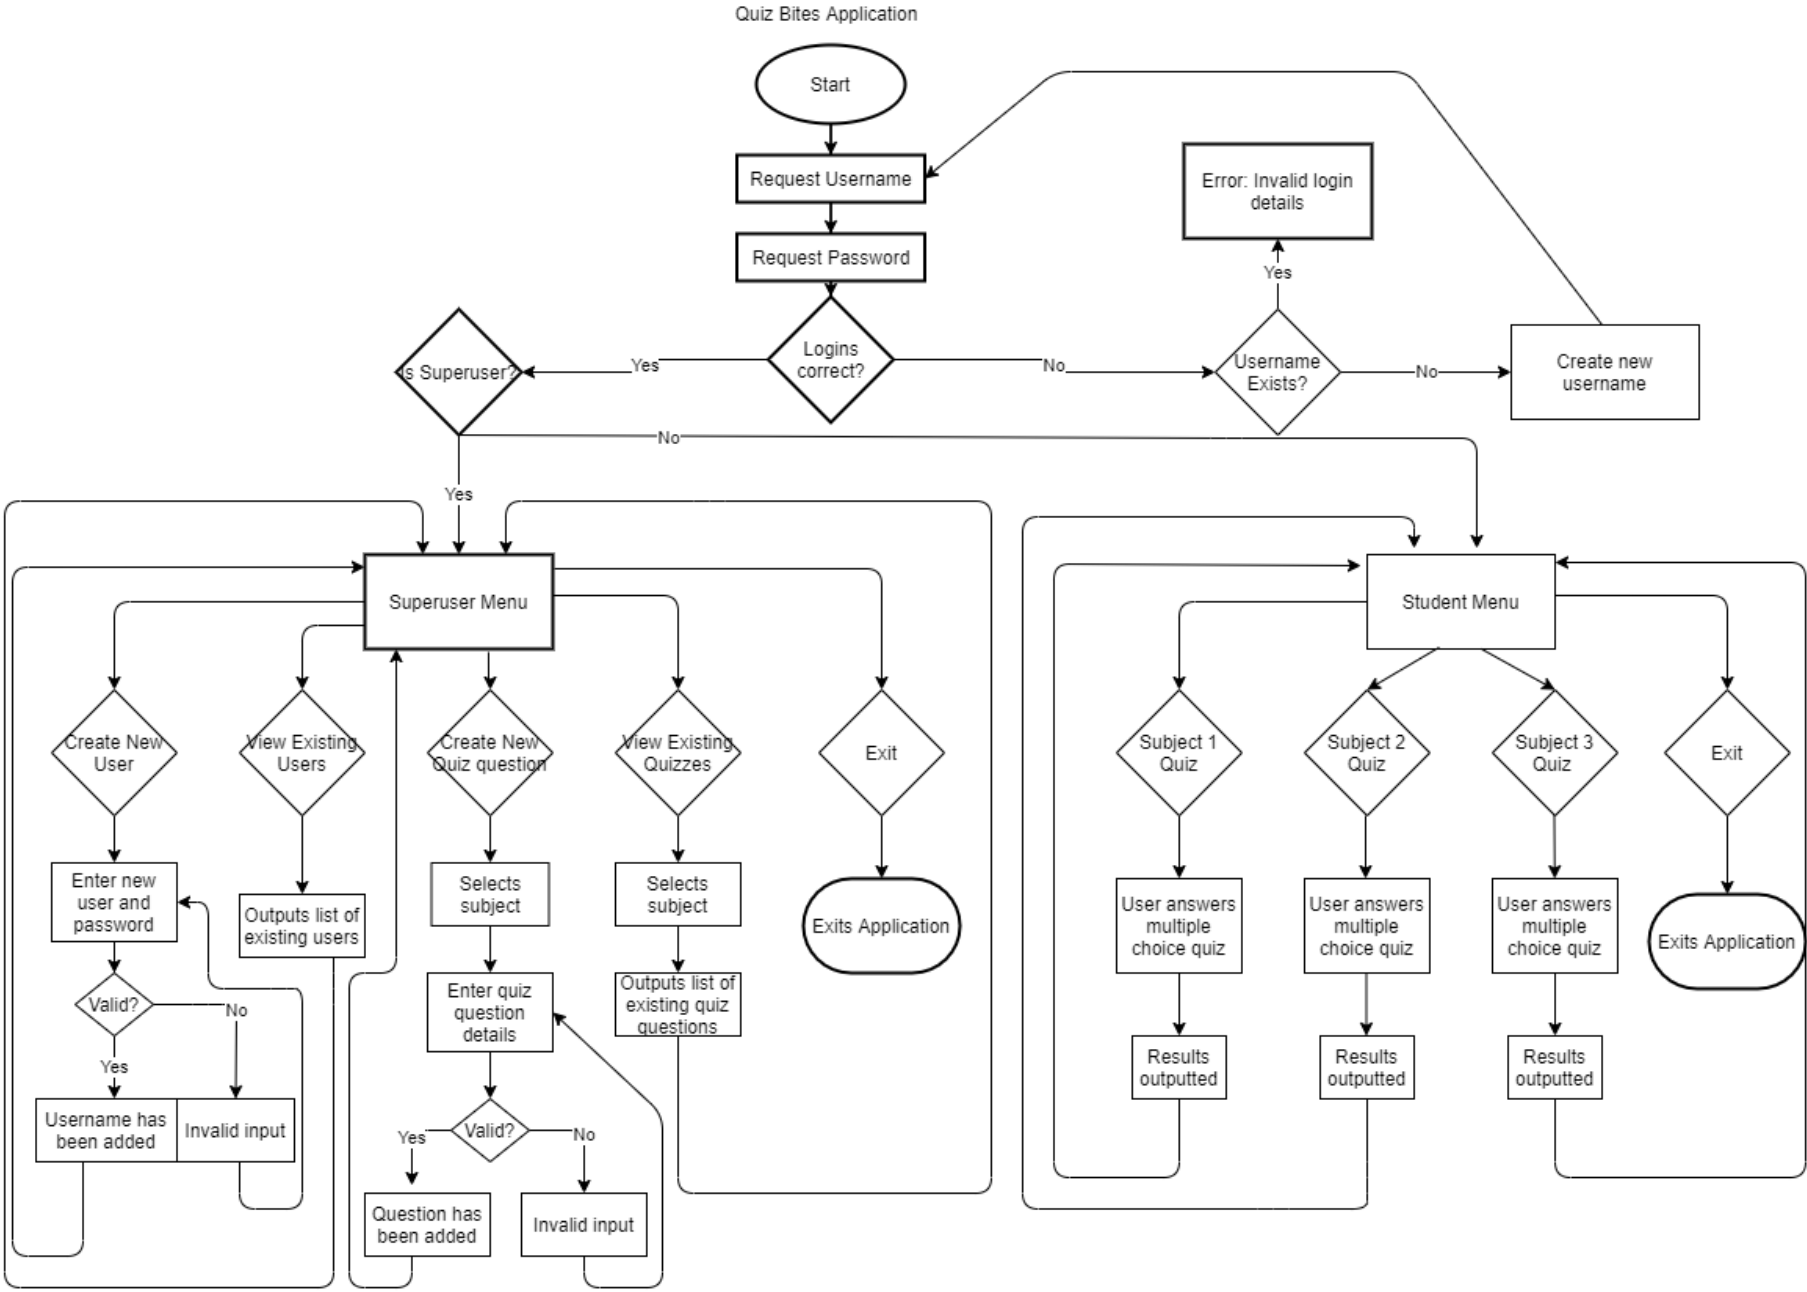 Quiz Bites Application
Start
Request Username
Error: Invalid login
details
Request Password
Yes
Logins
correct?
Is Superuser?
Yes
No
Username
Exists?
No
Create new
username
No
Yes
Superuser Menu
Student Menu
Create New
User
View Existing
Users
Create New
Quiz question
View Existing
Quizzes
Exit
Subject 1
Quiz
Subject 2
Quiz
Subject 3
Quiz
Exit
Enter new
user and
password
Outputs list of
existing users
Selects
subject
Selects
subject
Exits Application
User answers
multiple
choice quiz
User answers
multiple
choice quiz
User answers
multiple
choice quiz
Exits Application
Valid?
No
Enter quiz
question
details
Outputs list of
existing quiz
questions
Yes
Results
outputted
Results
outputted
Results
outputted
Username has
been added
Invalid input
Yes
Valid?
No
Question has
been added
Invalid input